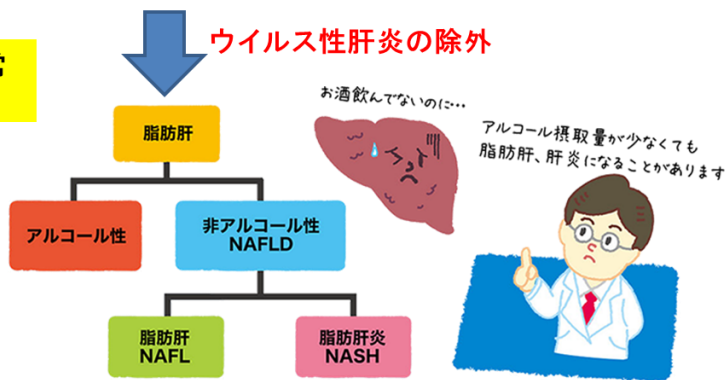 ウイルス性肝炎の除外
常
お酒飲んでないのに…
アルコール摂取量が少なくても
脂肪肝、肝炎になることがあります
脂肪肝
アルコール性
非アルコール性
NAFLD
脂肪肝
NAFL
脂肪肝炎
NASH